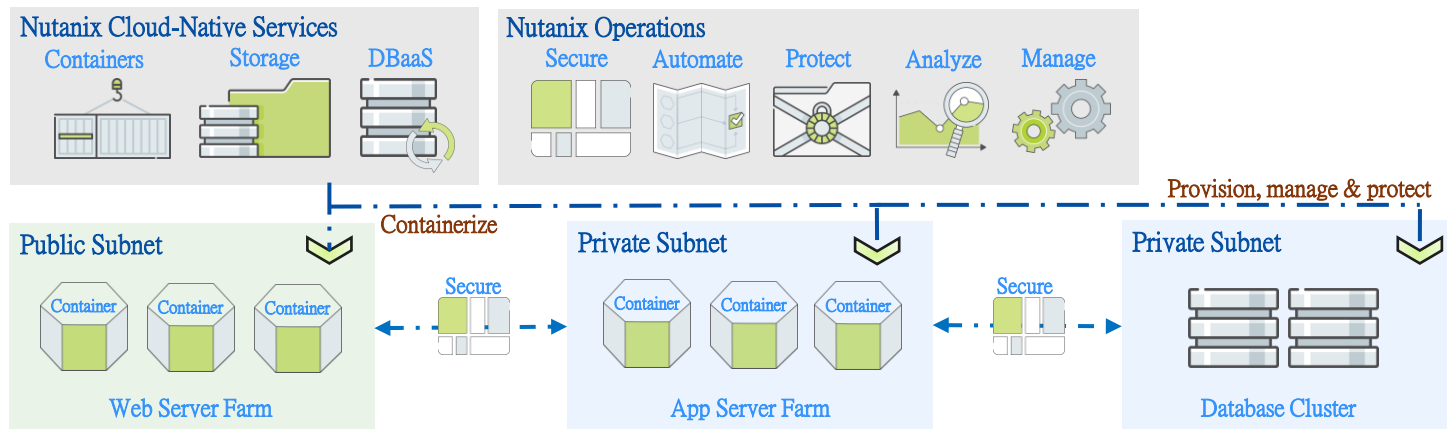 Nutanix Cloud-Native Services
Containers
Storage
DBaaS
Nutanix Operations
Secure
Automate
Protect
Analyze
Manage
Provision, manage & protect
Containerize
Public Subnet
Container
Container
Container
Web Server Farm
Secure
Private Subnet
Container
Container
Container
App Server Farm
Secure
Private Subnet
Database Cluster